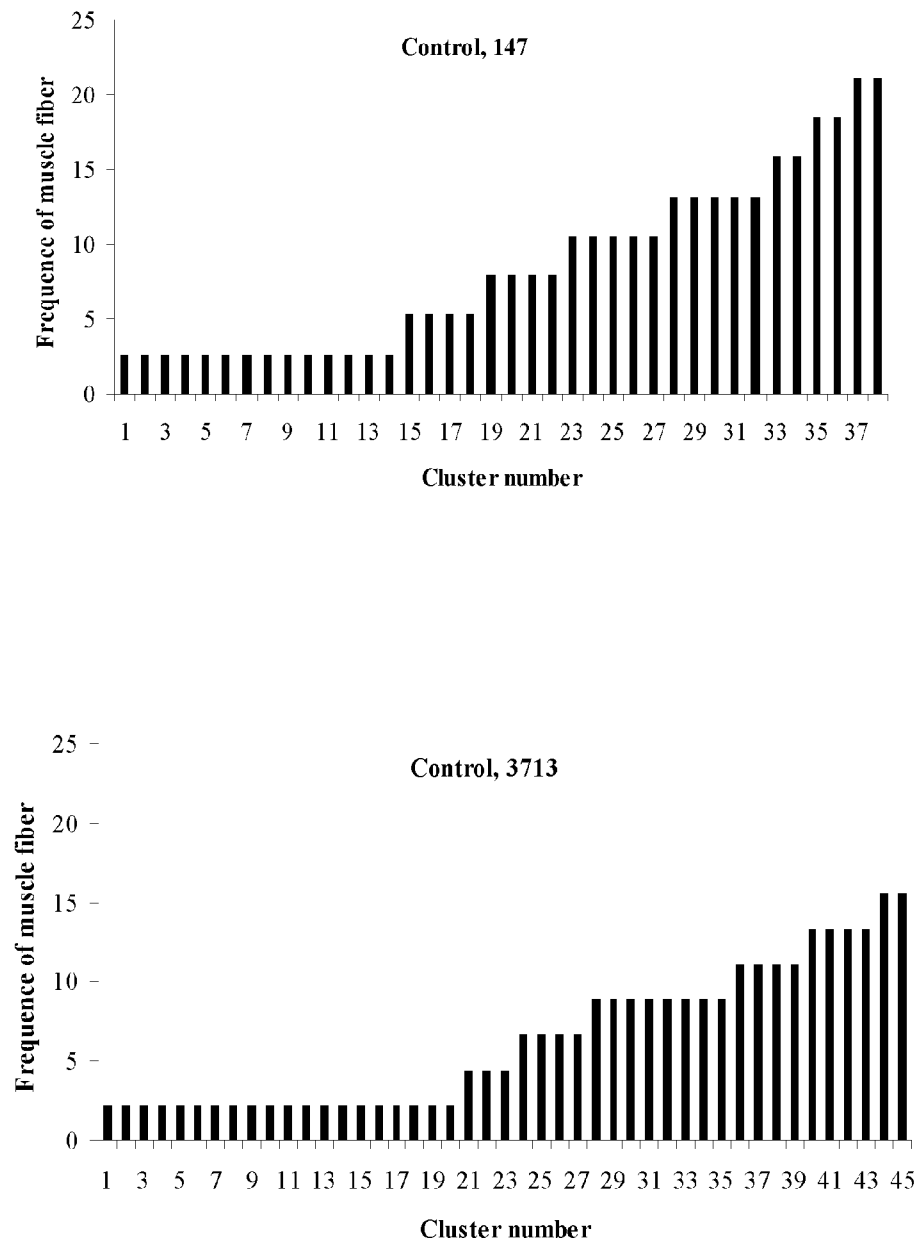 Control, 147
Frequence of muscle fiber
25
20
15
10
5
0
1 3 5 7 9 11 13 15 17 19 21 23 25 27 29 31 33 35 37
Cluster number
Control, 3713
Frequence of muscle fiber
25
20
15
10
5
0
1 3 5 7 9 11 13 15 17 19 21 23 25 27 29 31 33 35 37 39 41 43 45
Cluster number